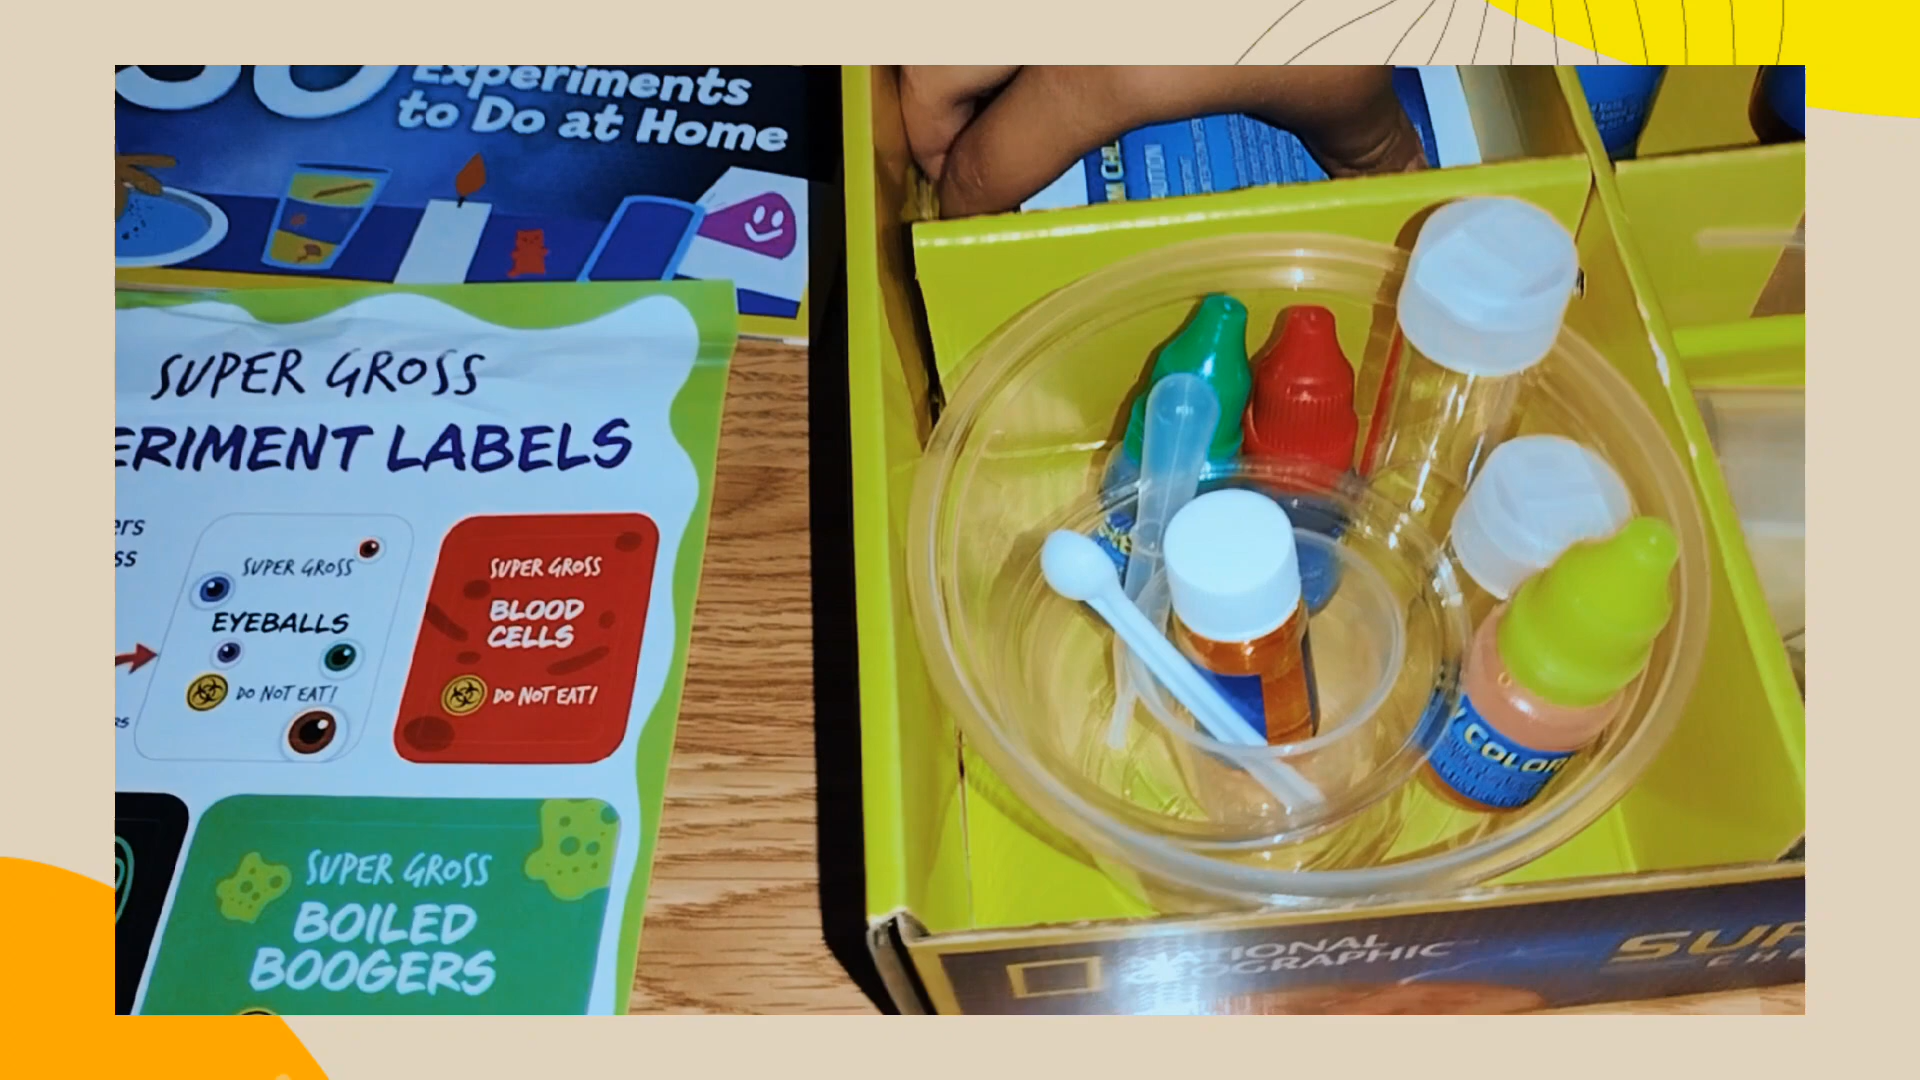 Experiments
to Do at Home
SUPER GROSS
ERIMENT LABELS
SUPER GROSS
EYEBALLS
DO NOT EAT!
SUPER GROSS
BLOOD
CELLS
DO NOT EAT!
SUPER GROSS
BOILED
BOOGERS
COLOR
NATIONAL
GEOGRAPHIC